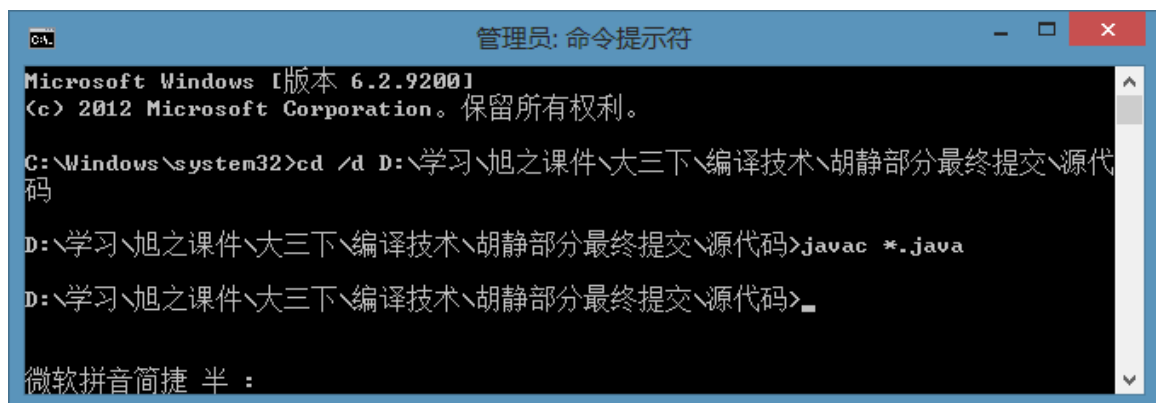 管理员: 命令提示符
Microsoft Windows [版本 6.2.9200]
(c) 2012 Microsoft Corporation。保留所有权利。
C:\Windows\system32>cd /d D:\学习\旭之课件\大三下\编译技术\胡静部分最终提交\源代
码
D:\学习\旭之课件\大三下\编译技术\胡静部分最终提交\源代码>javac *.java
D:\学习\旭之课件\大三下\编译技术\胡静部分最终提交\源代码>_
微软拼音简捷 半 :